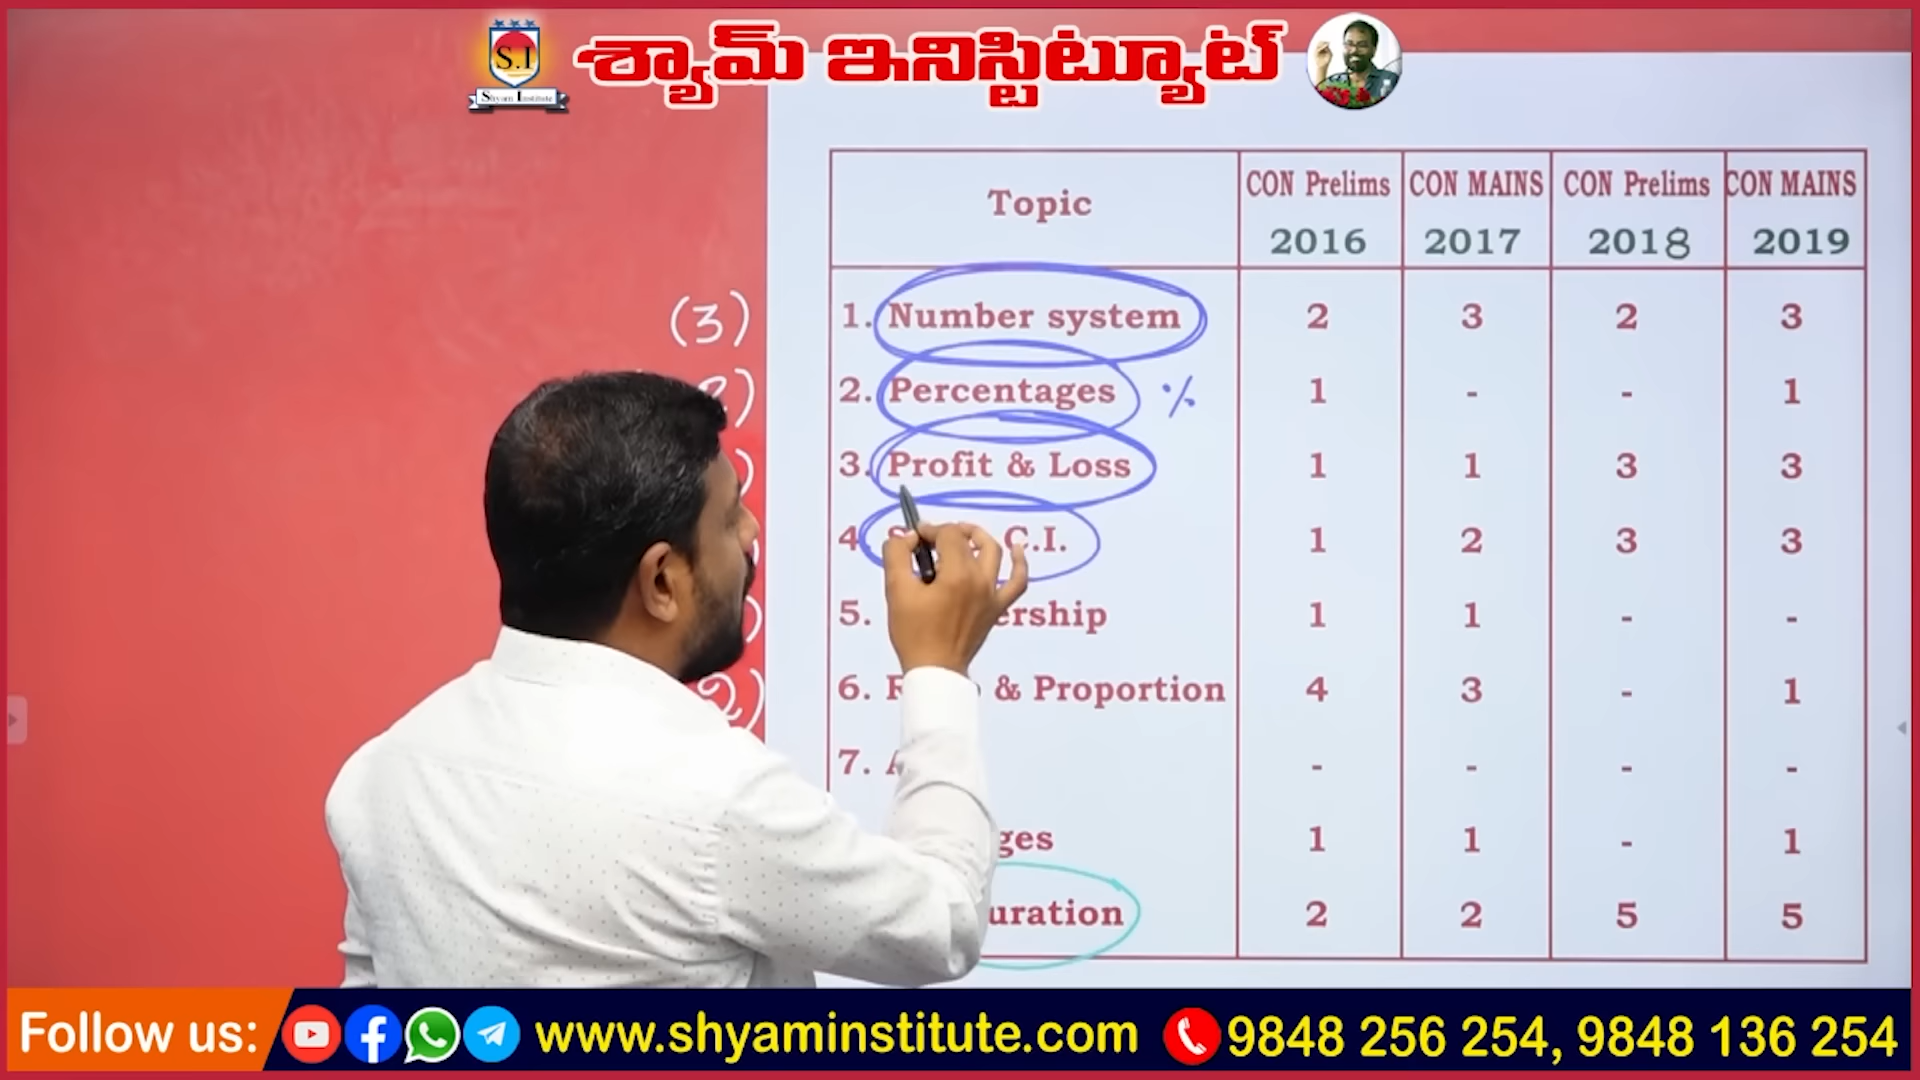 శ్యామ్ ఇనిస్టిట్యూట్
S.I
Shyam Institute
Topic CON Prelims 2016 CON MAINS 2017 CON Prelims 2018 CON MAINS 2019
(3) 1. Number system 2 3 2 3
2. Percentages % 1 - - 1
3. Profit & Loss 1 1 3 3
4. C.I. 1 2 3 3
5. 1 1 - -
6. & Proportion 4 3 - 1
7. - - - -
1 1 - 1
2 2 5 5
Follow us: www.shyaminstitute.com 9848 256 254, 9848 136 254